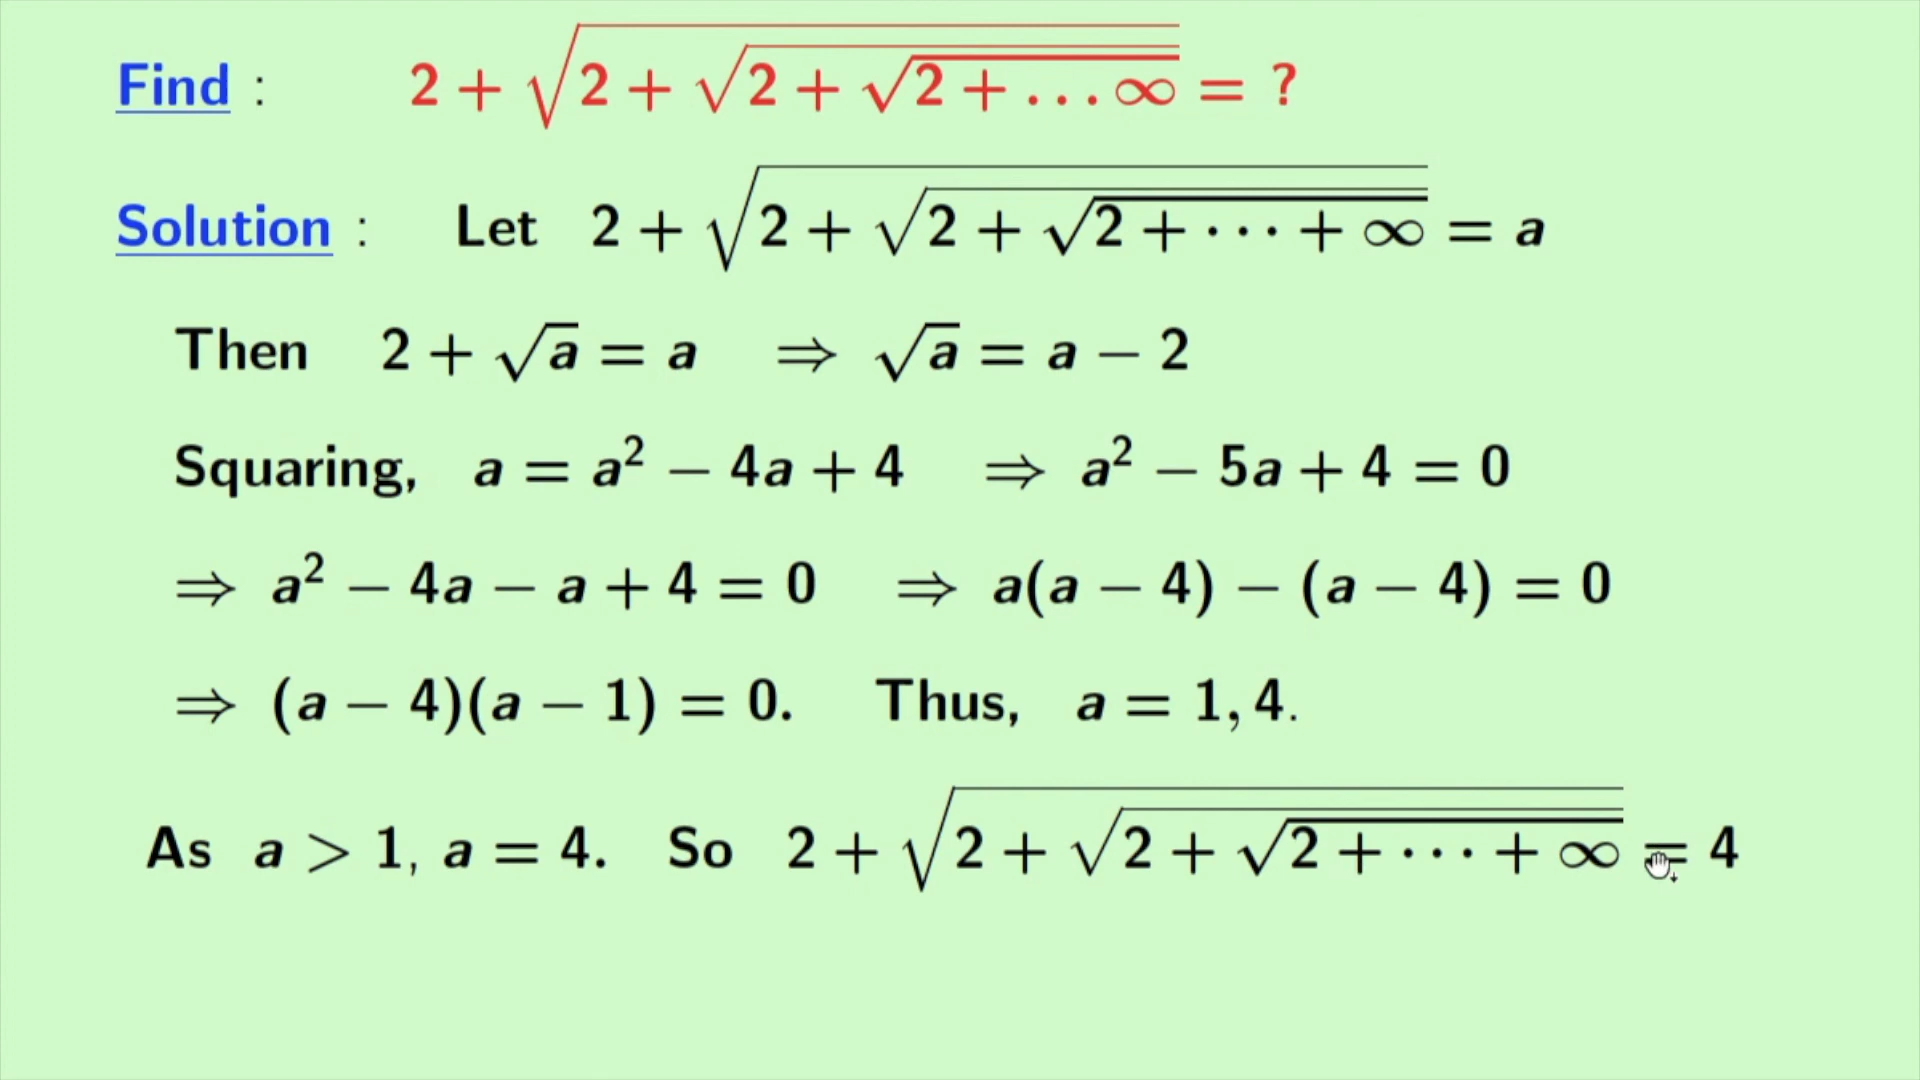 Find : 2 + √(2 + √(2 + √(2 + ... ∞))) = ?
Solution : Let 2 + √(2 + √(2 + √(2 + ··· + ∞))) = a
Then 2 + √a = a ⇒ √a = a − 2
Squaring, a = a² − 4a + 4 ⇒ a² − 5a + 4 = 0
⇒ a² − 4a − a + 4 = 0 ⇒ a(a − 4) − (a − 4) = 0
⇒ (a − 4)(a − 1) = 0. Thus, a = 1, 4.
As a > 1, a = 4. So 2 + √(2 + √(2 + √(2 + ··· + ∞))) = 4